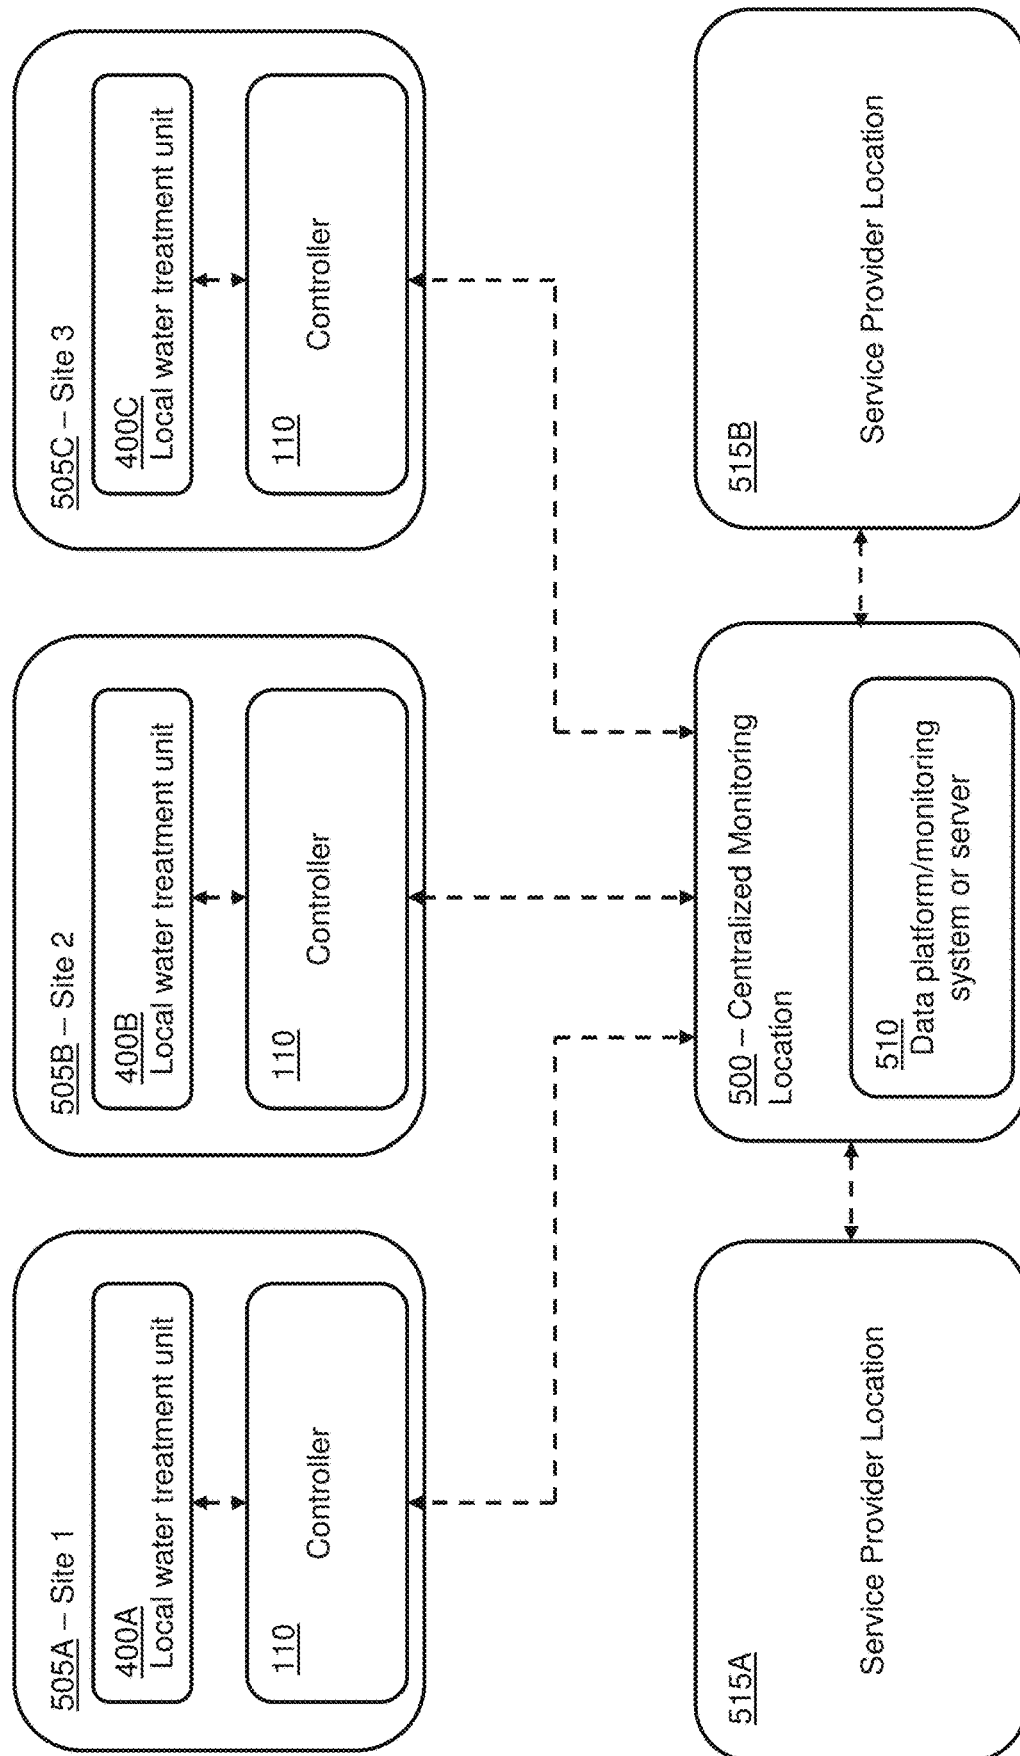 505A – Site 1
400A
Local water treatment unit
110
Controller
505B – Site 2
400B
Local water treatment unit
110
Controller
505C – Site 3
400C
Local water treatment unit
110
Controller
515A
Service Provider Location
500 – Centralized Monitoring
Location
510
Data platform/monitoring
system or server
515B
Service Provider Location